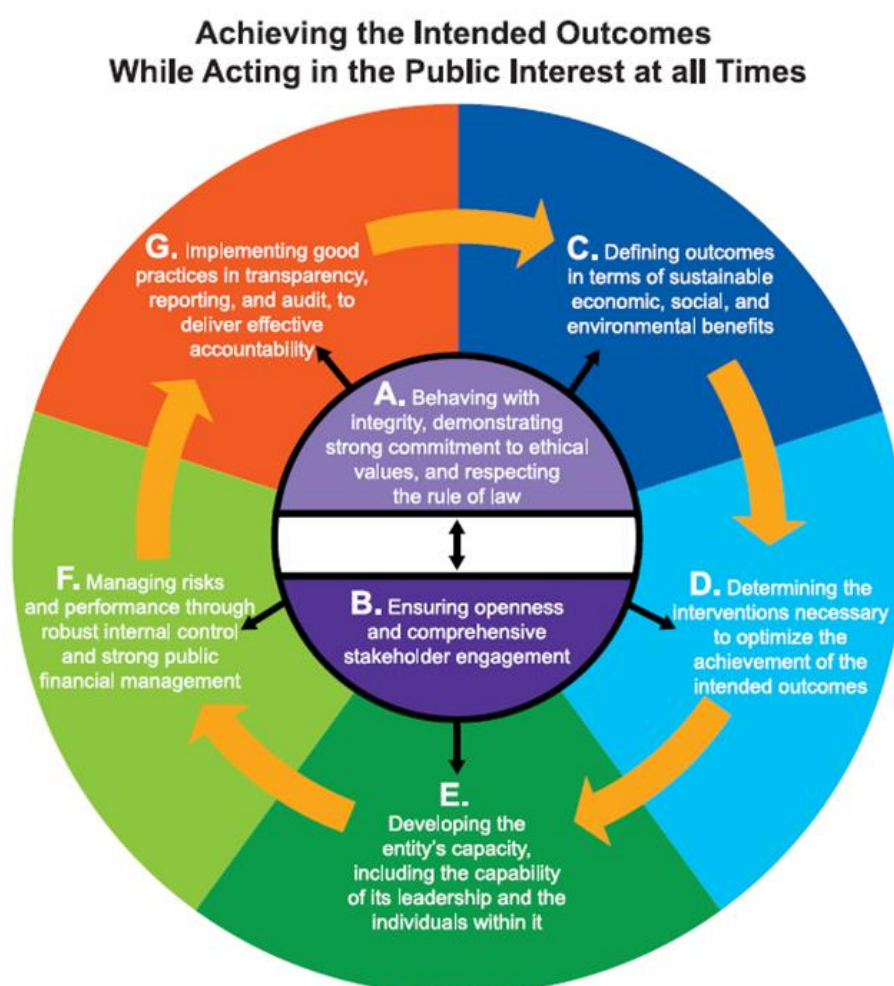 Achieving the Intended Outcomes
While Acting in the Public Interest at all Times
A. Behaving with
integrity, demonstrating
strong commitment to ethical
values, and respecting
the rule of law
B. Ensuring openness
and comprehensive
stakeholder engagement
C. Defining outcomes
in terms of sustainable
economic, social, and
environmental benefits
D. Determining the
interventions necessary
to optimize the
achievement of the
intended outcomes
E.
Developing the
entity's capacity,
including the capability
of its leadership and the
individuals within it
F. Managing risks
and performance through
robust internal control
and strong public
financial management
G. Implementing good
practices in transparency,
reporting, and audit, to
deliver effective
accountability